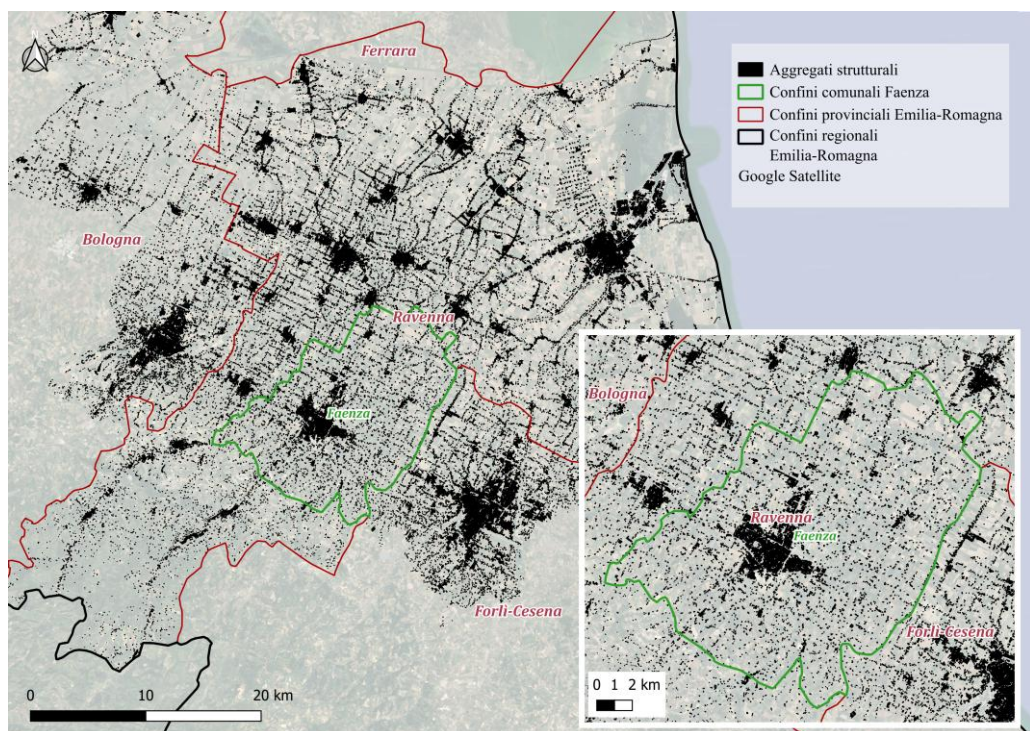 N
Ferrara
Aggregati strutturali
Confini comunali Faenza
Confini provinciali Emilia-Romagna
Confini regionali
Emilia-Romagna
Google Satellite
Bologna
Ravenna
Faenza
Forlì-Cesena
0 10 20 km
Bologna
Ravenna
Faenza
Forlì-Cesena
0 1 2 km